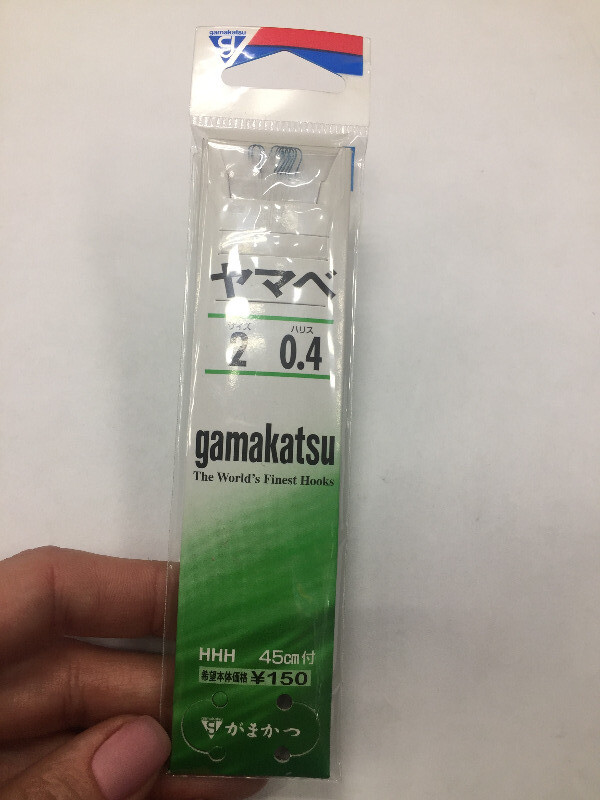 gamakatsu
ヤマベ
サイズ ハリス
2 0.4
gamakatsu
The World's Finest Hooks
HHH 45cm付
希望本体価格 ¥150
がまかつ